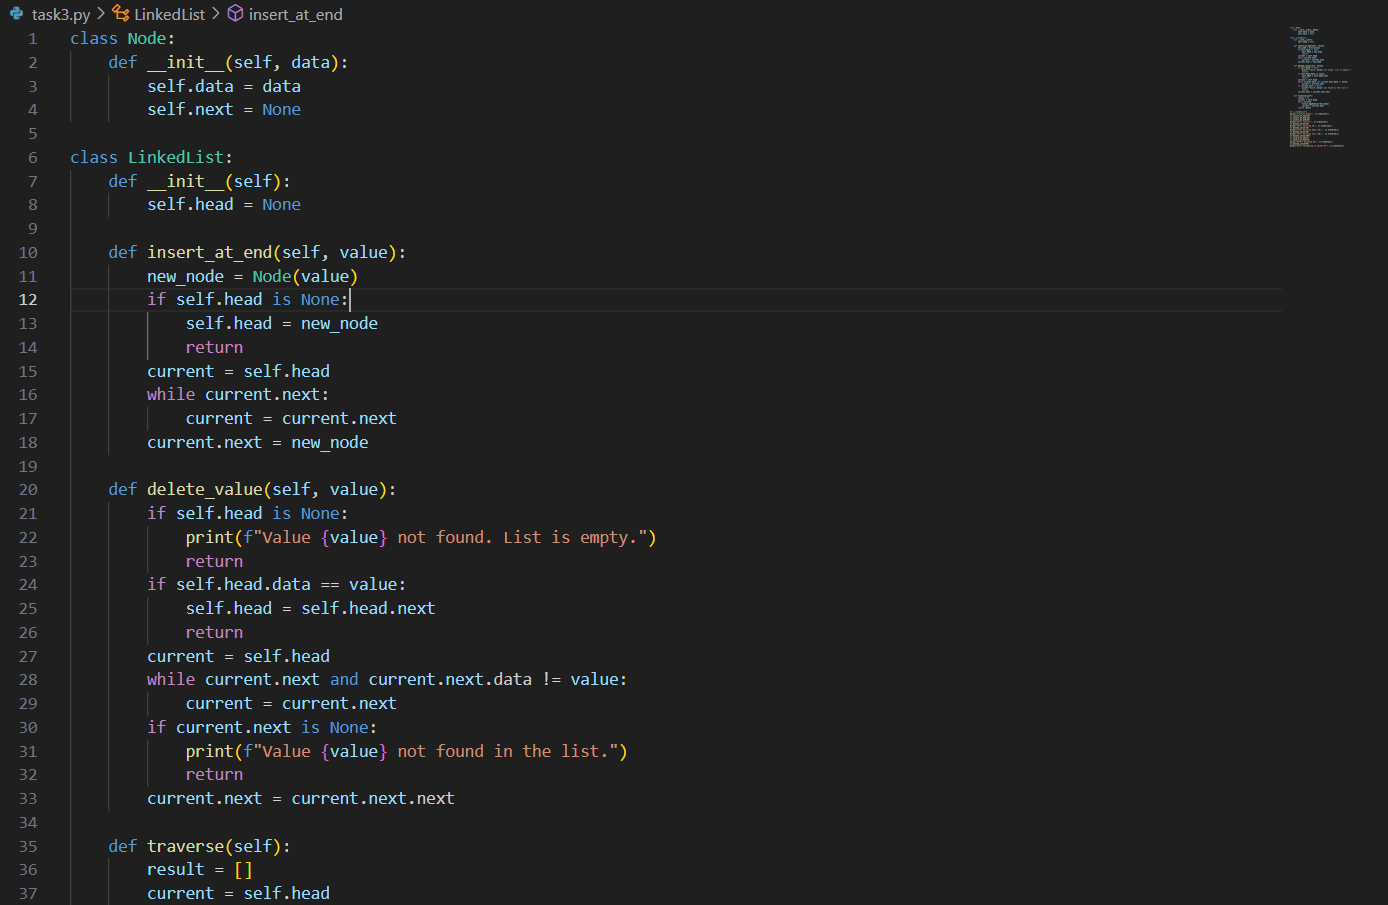 task3.py > LinkedList > insert_at_end
1 class Node:
2     def __init__(self, data):
3         self.data = data
4         self.next = None
5
6 class LinkedList:
7     def __init__(self):
8         self.head = None
9
10     def insert_at_end(self, value):
11         new_node = Node(value)
12         if self.head is None:
13             self.head = new_node
14             return
15         current = self.head
16         while current.next:
17             current = current.next
18         current.next = new_node
19
20     def delete_value(self, value):
21         if self.head is None:
22             print(f"Value {value} not found. List is empty.")
23             return
24         if self.head.data == value:
25             self.head = self.head.next
26             return
27         current = self.head
28         while current.next and current.next.data != value:
29             current = current.next
30         if current.next is None:
31             print(f"Value {value} not found in the list.")
32             return
33         current.next = current.next.next
34
35     def traverse(self):
36         result = []
37         current = self.head